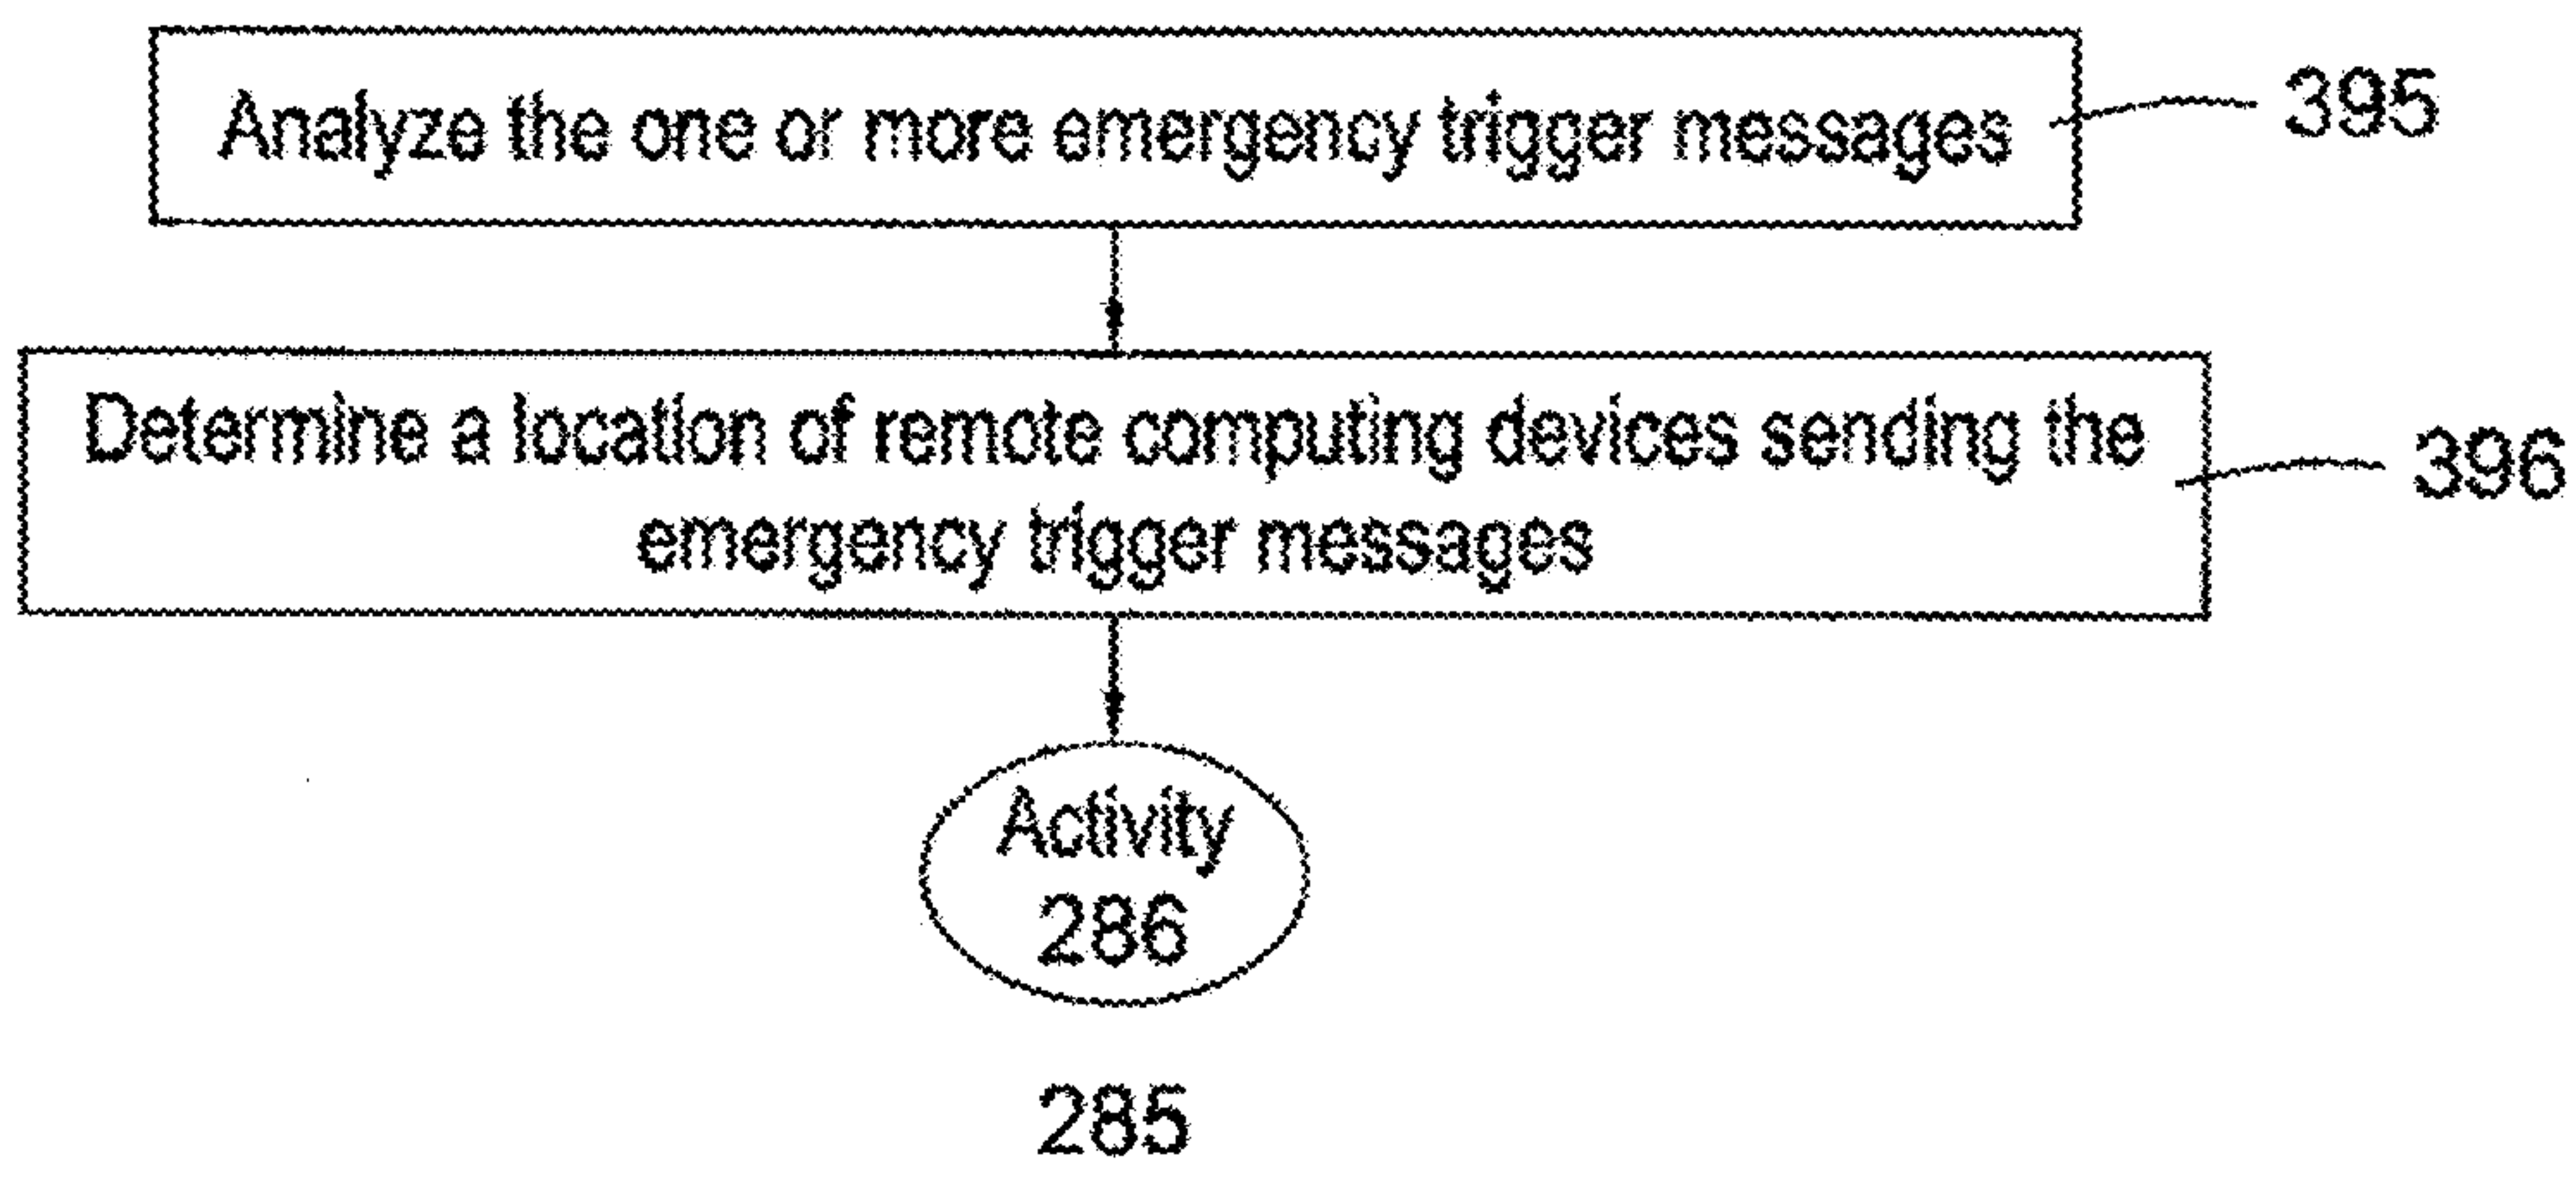 Analyze the one or more emergency trigger messages
395
Determine a location of remote computing devices sending the
emergency trigger messages
396
Activity
286
285